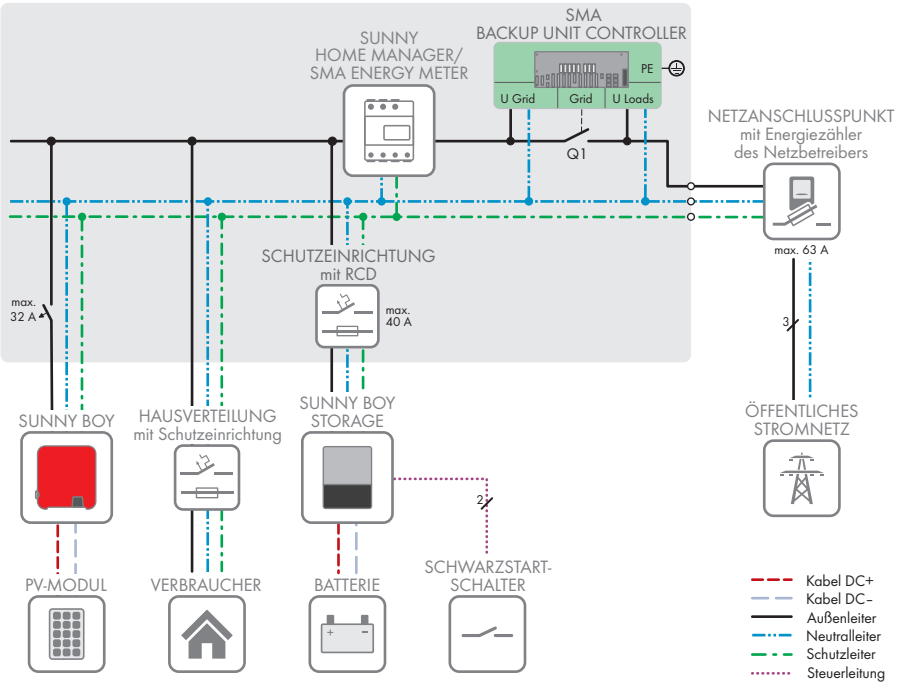 SMA
BACKUP UNIT CONTROLLER
SUNNY
HOME MANAGER/
SMA ENERGY METER
PE
U Grid
Grid
U Loads
Q1
NETZANSCHLUSSPUNKT
mit Energiezähler
des Netzbetreibers
max. 63 A
SCHUTZEINRICHTUNG
mit RCD
max.
40 A
max.
32 A
3
SUNNY BOY
HAUSVERTEILUNG
mit Schutzeinrichtung
SUNNY BOY
STORAGE
ÖFFENTLICHES
STROMNETZ
2
PV-MODUL
VERBRAUCHER
BATTERIE
+ −
SCHWARZSTART-
SCHALTER
Kabel DC+
Kabel DC−
Außenleiter
Neutralleiter
Schutzleiter
Steuerleitung